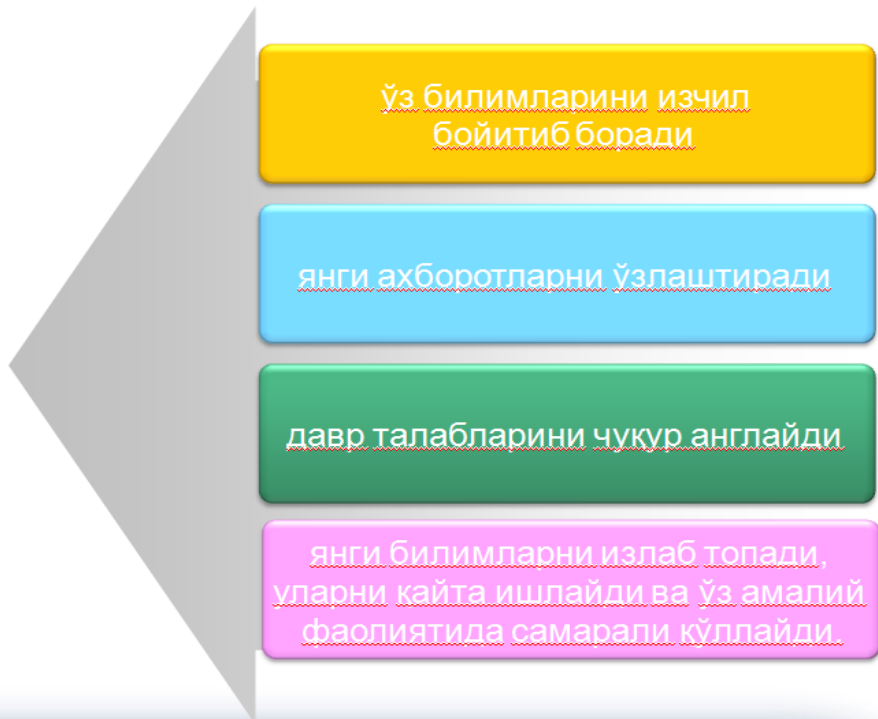 ўз билимларини изчил
бойитиб боради
янги ахборотларни ўзлаштиради
давр талабларини чуқур англайди
янги билимларни излаб топади,
уларни қайта ишлайди ва ўз амалий
фаолиятида самарали қўллайди.